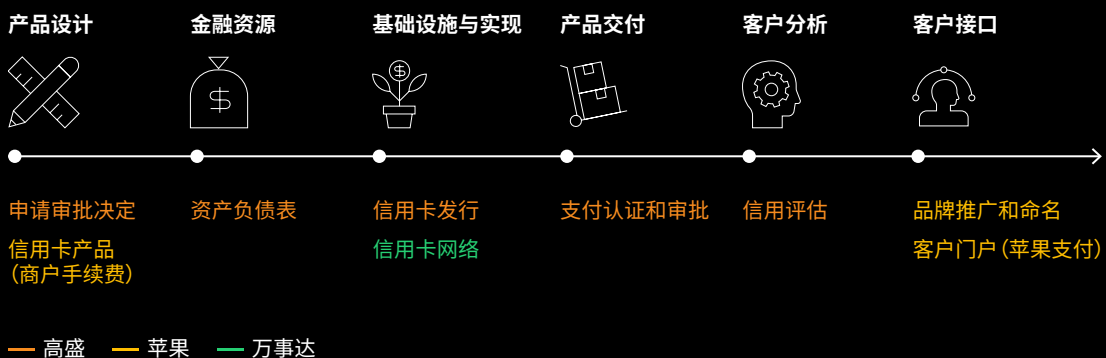 产品设计
金融资源
基础设施与实现
产品交付
客户分析
客户接口
$
$
申请审批决定
资产负债表
信用卡发行
支付认证和审批
信用评估
品牌推广和命名
信用卡产品
（商户手续费）
信用卡网络
客户门户（苹果支付）
高盛
苹果
万事达